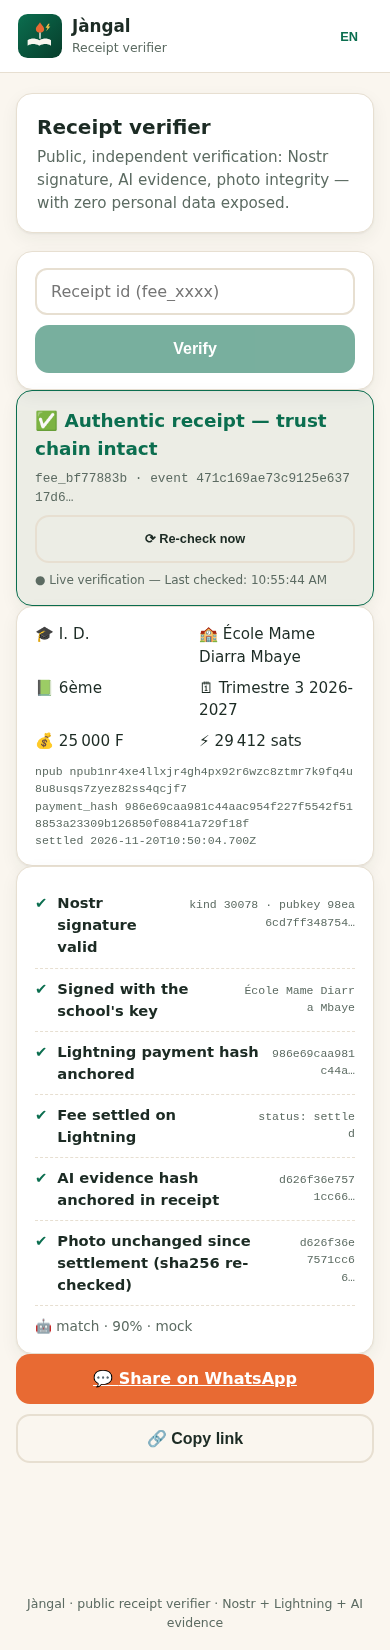 Jàngal
Receipt verifier
EN
Receipt verifier
Public, independent verification: Nostr
signature, AI evidence, photo integrity —
with zero personal data exposed.
Receipt id (fee_xxxx)
Verify
✅ Authentic receipt — trust
chain intact
fee_bf77883b · event 471c169ae73c9125e637
17d6…
⟳ Re-check now
● Live verification — Last checked: 10:55:44 AM
🎓 I. D.
🏫 École Mame
Diarra Mbaye
📗 6ème
🗓 Trimestre 3 2026-
2027
💰 25 000 F
⚡ 29 412 sats
npub npub1nr4xe4llxjr4gh4px92r6wzc8ztmr7k9fq4u
8u8usqs7zyez82ss4qcjf7
payment_hash 986e69caa981c44aac954f227f5542f51
8853a23309b126850f08841a729f18f
settled 2026-11-20T10:50:04.700Z
✔ Nostr
signature
valid
kind 30078 · pubkey 98ea
6cd7ff348754…
✔ Signed with the
school's key
École Mame Diarr
a Mbaye
✔ Lightning payment hash
anchored
986e69caa981
c44a…
✔ Fee settled on
Lightning
status: settle
d
✔ AI evidence hash
anchored in receipt
d626f36e757
1cc66…
✔ Photo unchanged since
settlement (sha256 re-
checked)
d626f36e
7571cc6
6…
🤖 match · 90% · mock
💬 Share on WhatsApp
🔗 Copy link
Jàngal · public receipt verifier · Nostr + Lightning + AI
evidence